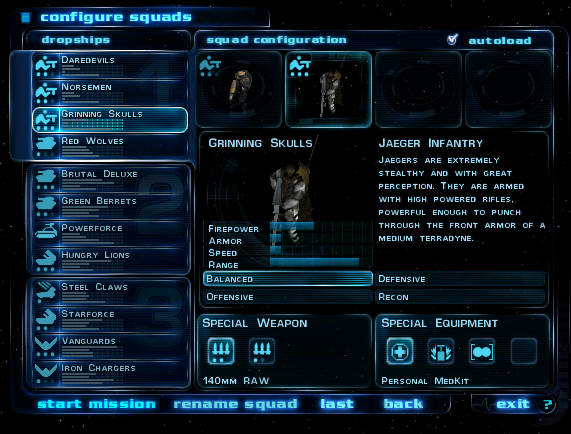 configure squads
dropships
Daredevils
Norsemen
Grinning Skulls
Red Wolves
Brutal Deluxe
Green Berrets
Powerforce
Hungry Lions
Steel Claws
Starforce
Vanguards
Iron Chargers
squad configuration
autoload
Grinning Skulls
Firepower
Armor
Speed
Range
Jaeger Infantry
Jaegers are extremely
stealthy and with great
perception. They are armed
with high powered rifles,
powerful enough to punch
through the front armor of a
medium terradyne.
Balanced
Defensive
Offensive
Recon
Special Weapon
140mm RAW
Special Equipment
Personal MedKit
start mission
rename squad
last
back
exit
?